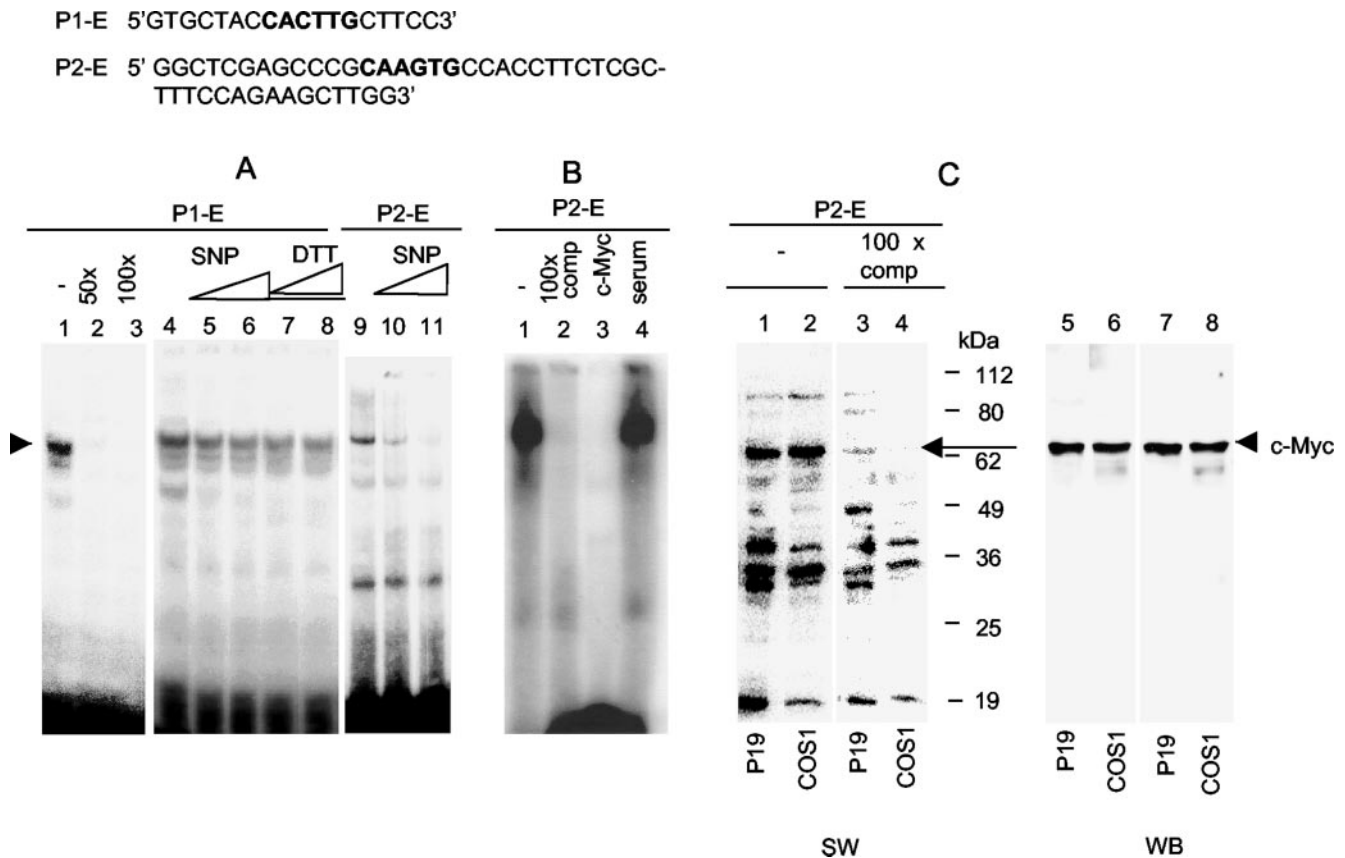 P1-E 5'GTGCTACCACTTGCTTCC3'
P2-E 5' GGCTCGAGCCCGCAAGTGCCACCTTCTCGC-
TTTCCAGAAGCTTGG3'
A
B
C
P1-E
P2-E
P2-E
P2-E
-
50x
100x
SNP
DTT
SNP
-
100x
comp
c-Myc
serum
-
100 x
comp
1 2 3 4 5 6 7 8 9 10 11
1 2 3 4
1 2 3 4
kDa
5 6 7 8
112
80
62
49
36
25
19
c-Myc
P19
COS1
P19
COS1
P19
COS1
P19
COS1
SW
WB